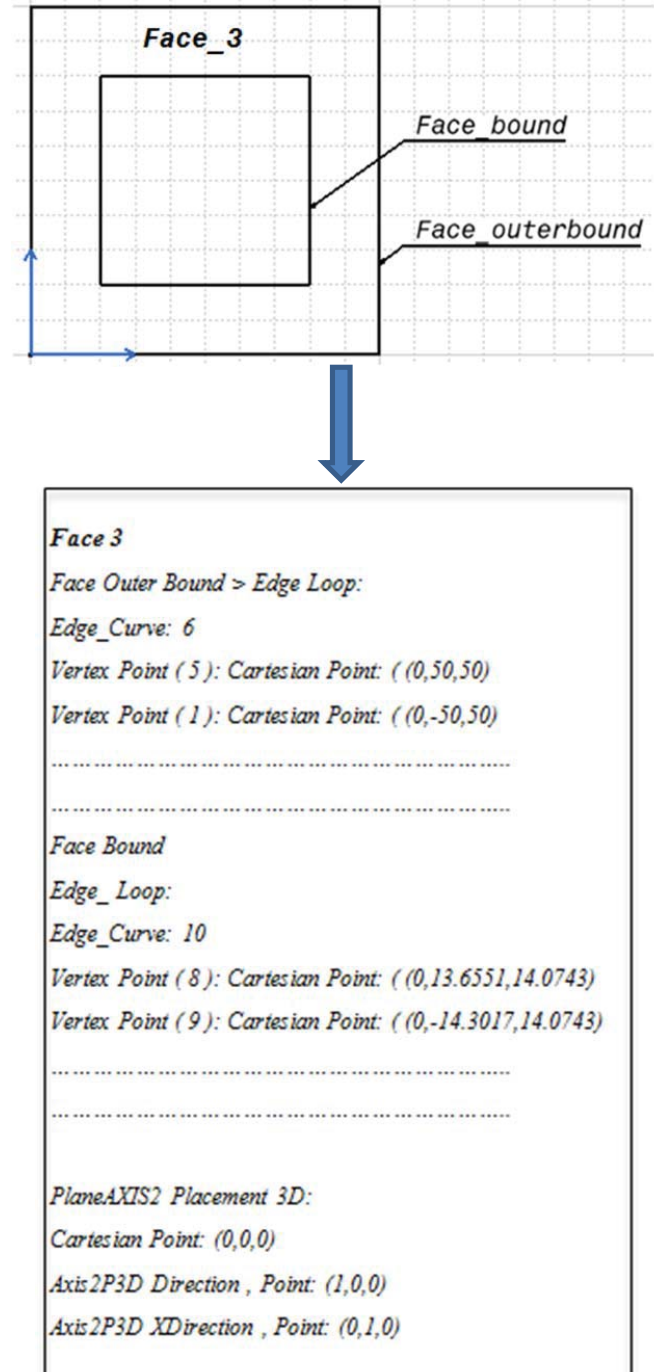 Face_3
Face_bound
Face_outerbound
Face 3
Face Outer Bound > Edge Loop:
Edge_Curve: 6
Vertex Point ( 5 ): Cartesian Point: ( (0,50,50)
Vertex Point ( 1 ): Cartesian Point: ( (0,-50,50)
………………………………………………………..
………………………………………………………..
Face Bound
Edge_ Loop:
Edge_Curve: 10
Vertex Point ( 8 ): Cartesian Point: ( (0,13.6551,14.0743)
Vertex Point ( 9 ): Cartesian Point: ( (0,-14.3017,14.0743)
………………………………………………………..
………………………………………………………..
PlaneAXIS2 Placement 3D:
Cartesian Point: (0,0,0)
Axis2P3D Direction , Point: (1,0,0)
Axis2P3D XDirection , Point: (0,1,0)